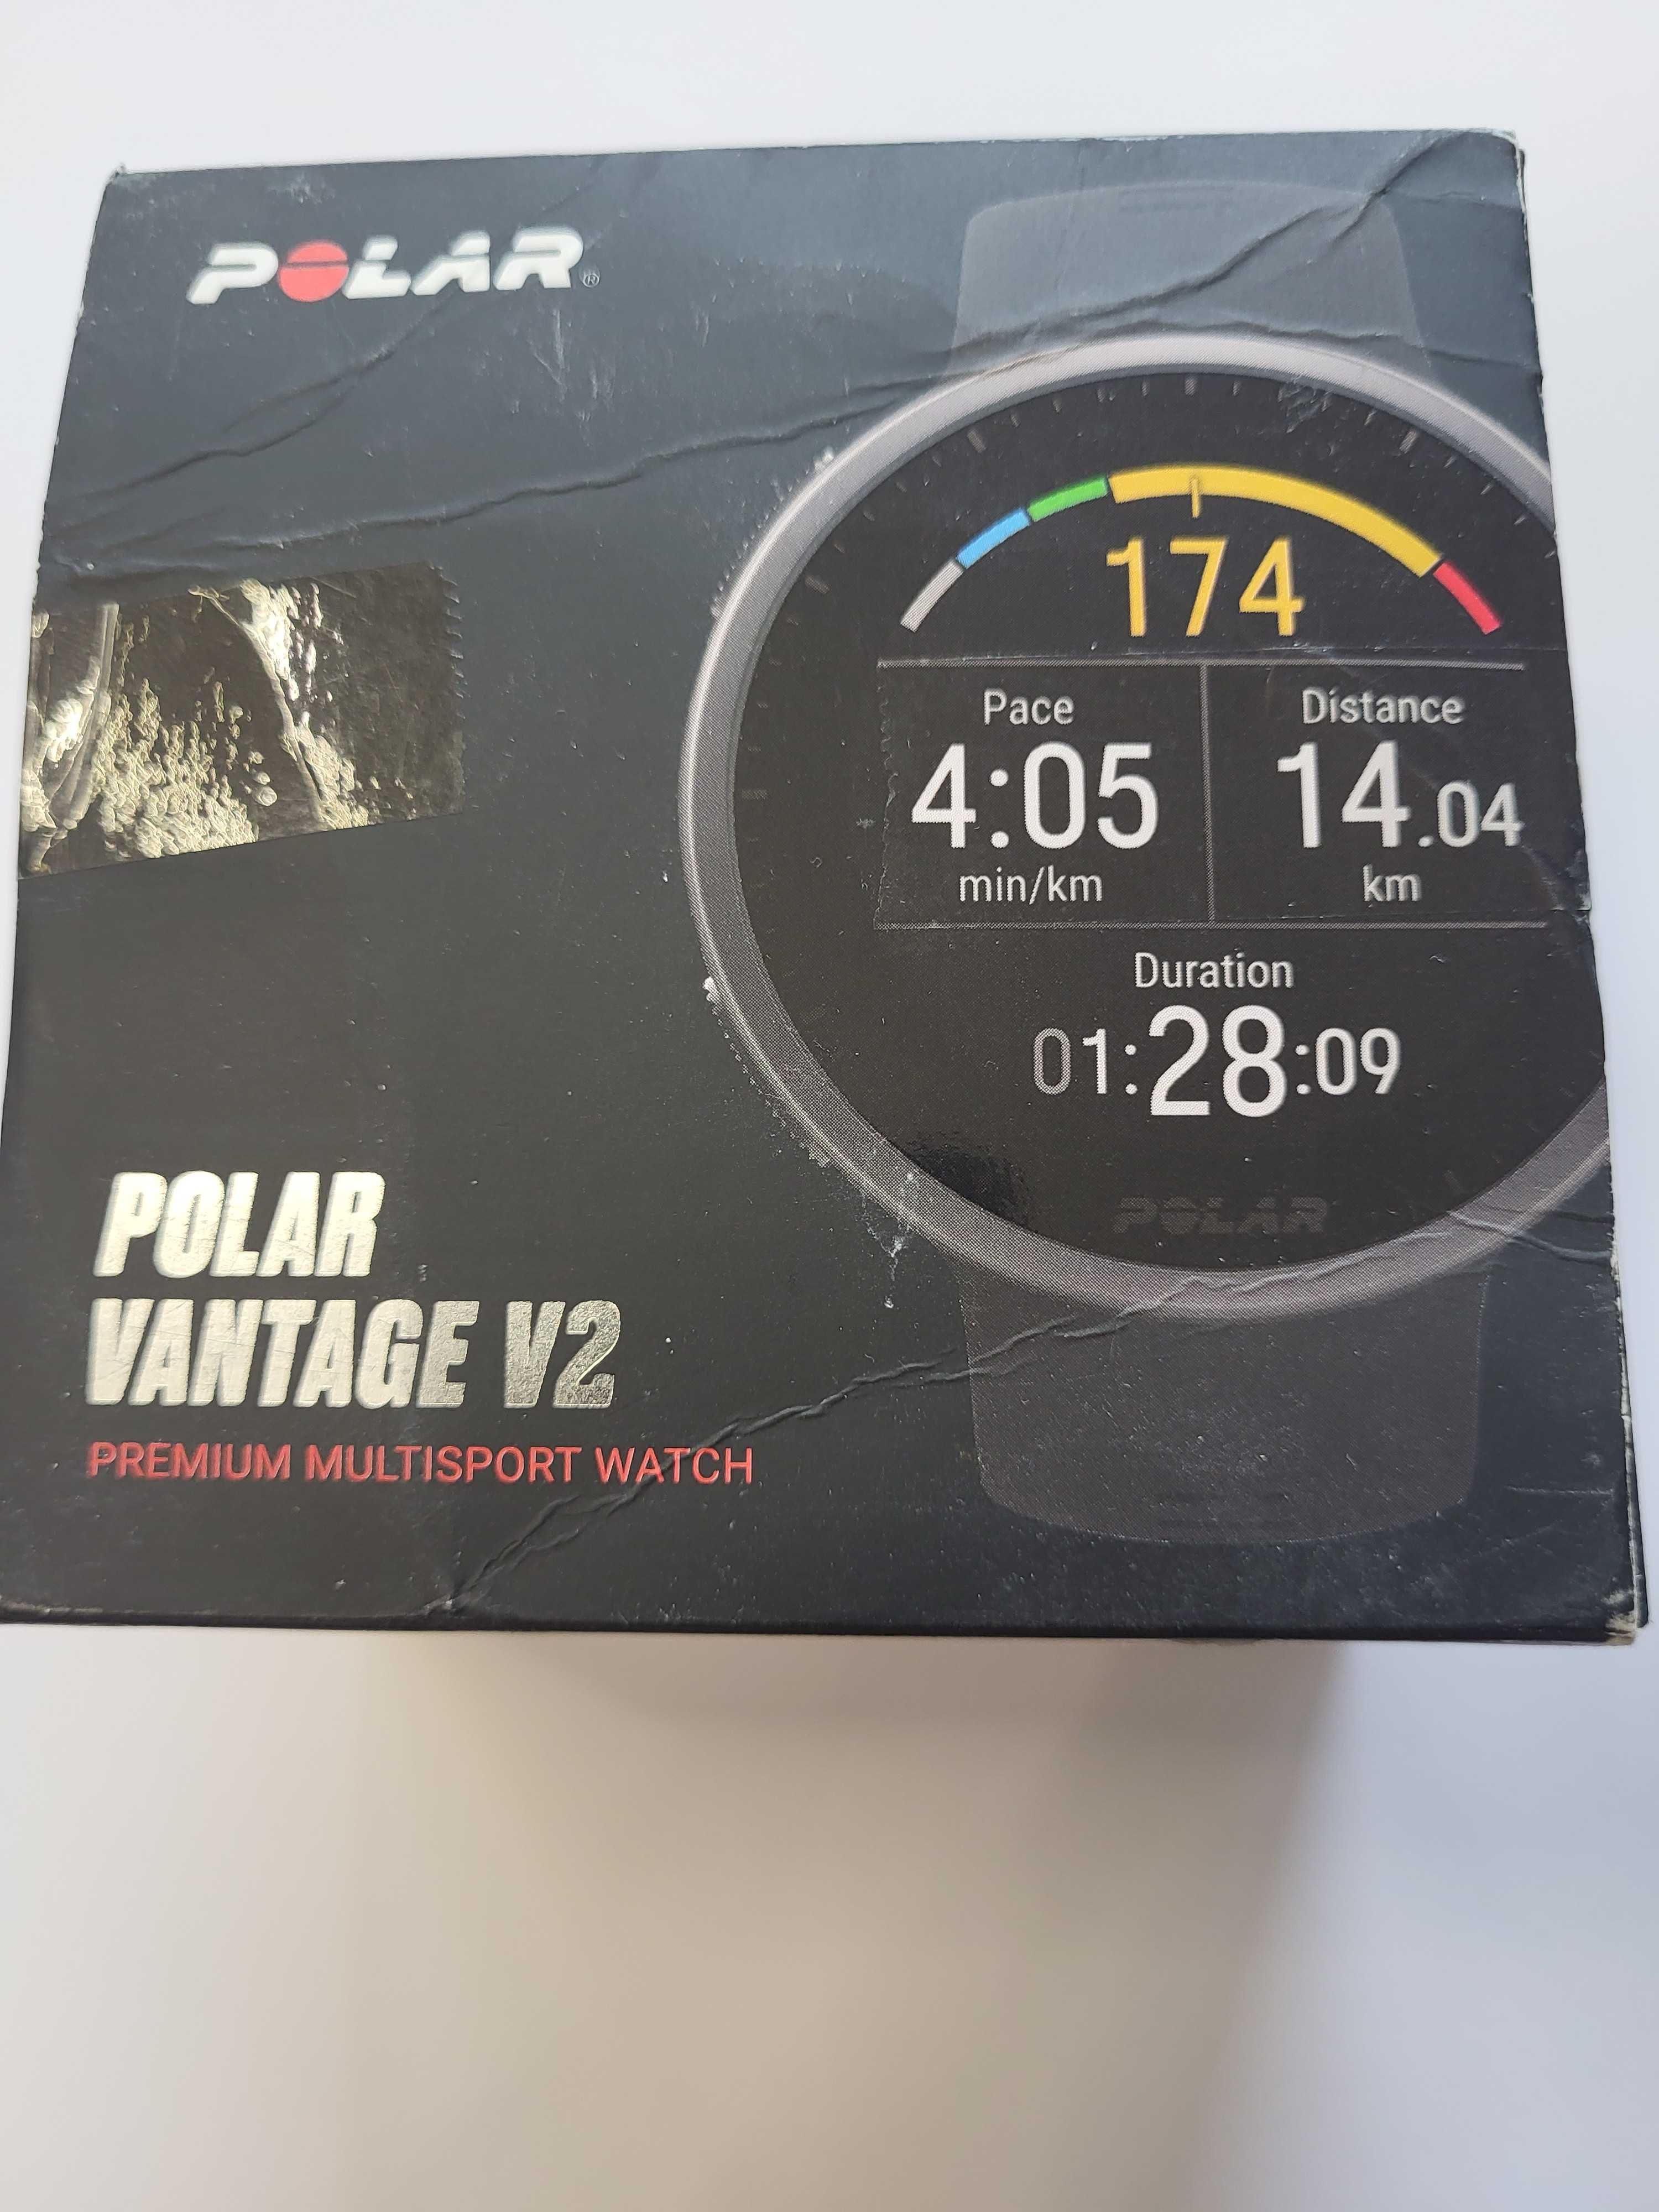 POLAR®
174
Pace
4:05
min/km
Distance
14.04
km
Duration
01:28:09
POLAR
POLAR
VANTAGE V2
PREMIUM MULTISPORT WATCH